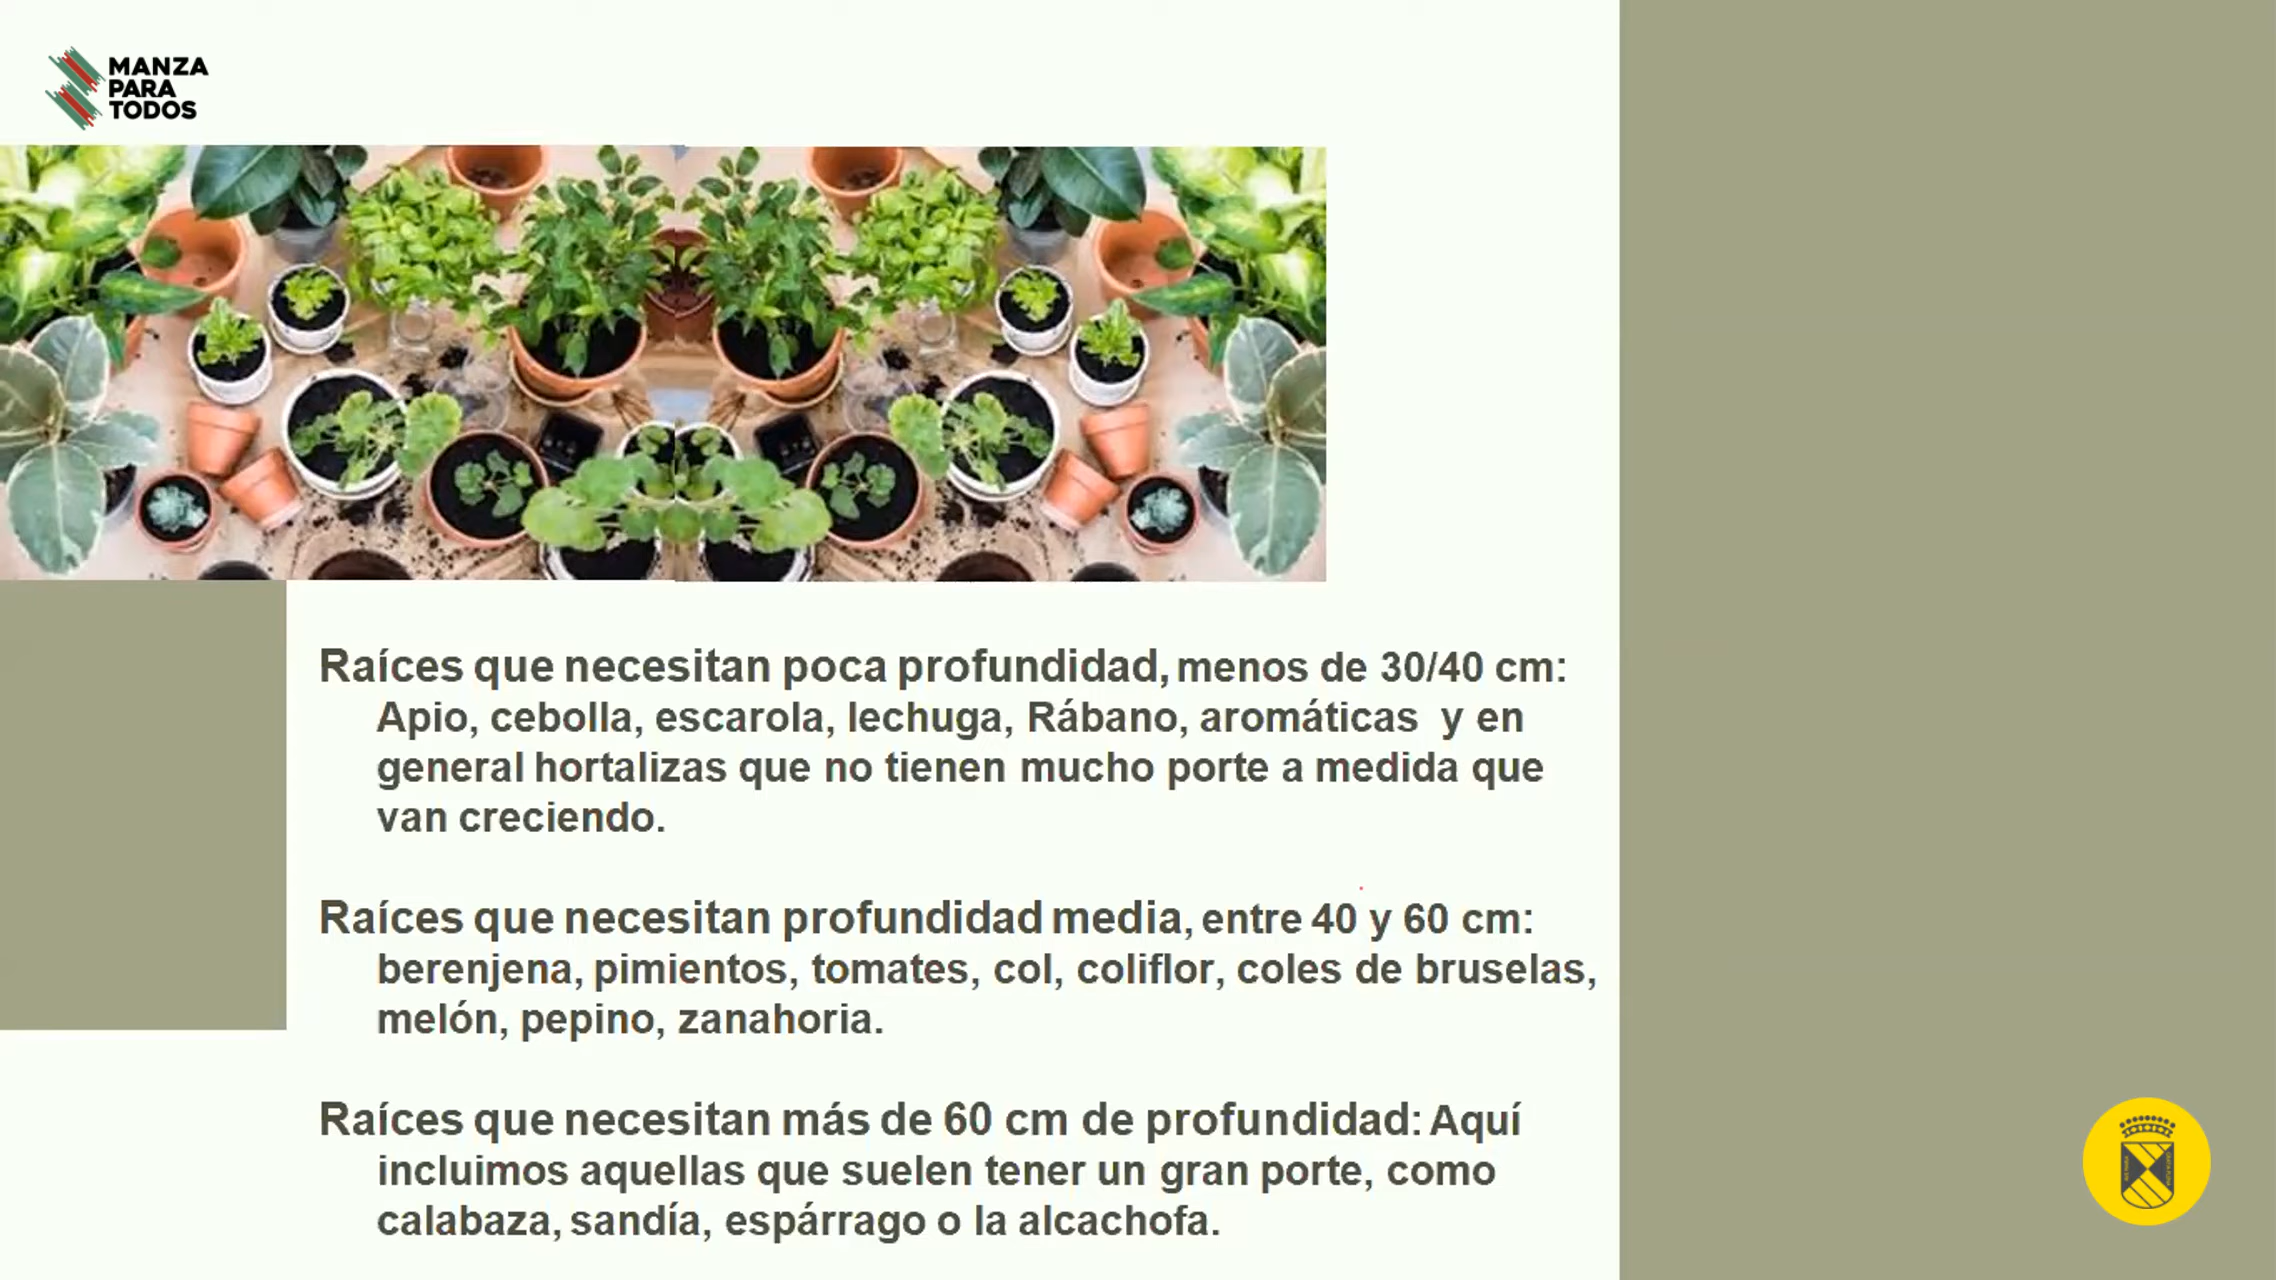 MANZA
PARA
TODOS
Raíces que necesitan poca profundidad, menos de 30/40 cm:
Apio, cebolla, escarola, lechuga, Rábano, aromáticas y en
general hortalizas que no tienen mucho porte a medida que
van creciendo.
Raíces que necesitan profundidad media, entre 40 y 60 cm:
berenjena, pimientos, tomates, col, coliflor, coles de bruselas,
melón, pepino, zanahoria.
Raíces que necesitan más de 60 cm de profundidad: Aquí
incluimos aquellas que suelen tener un gran porte, como
calabaza, sandía, espárrago o la alcachofa.